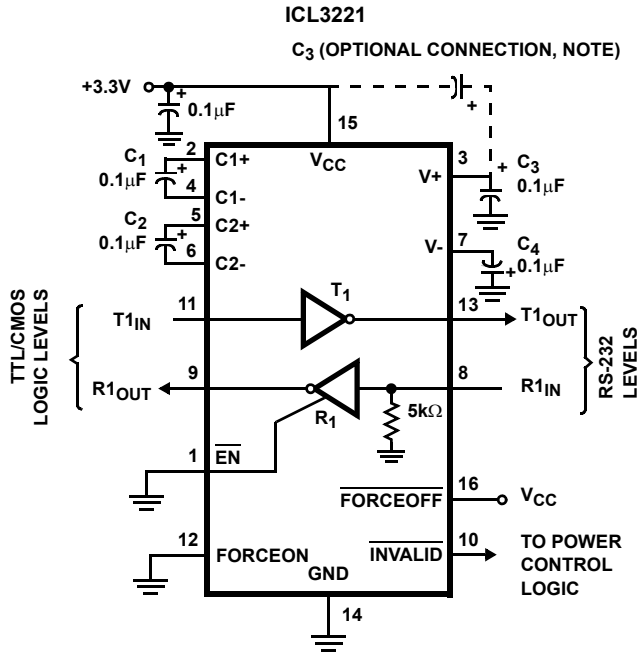 ICL3221
C3 (OPTIONAL CONNECTION, NOTE)
+3.3V
+
0.1μF
+
15
VCC
2
C1+
C1
0.1μF
+
4
C1-
5
C2+
C2
0.1μF
+
6
C2-
3
V+
+
C3
0.1μF
7
V-
C4
0.1μF
+
TTL/CMOS
LOGIC LEVELS
T1IN
11
T1
13
T1OUT
R1OUT
9
R1
5kΩ
8
R1IN
RS-232
LEVELS
1
EN
16
FORCEOFF
VCC
12
FORCEON
10
INVALID
TO POWER
CONTROL
LOGIC
GND
14